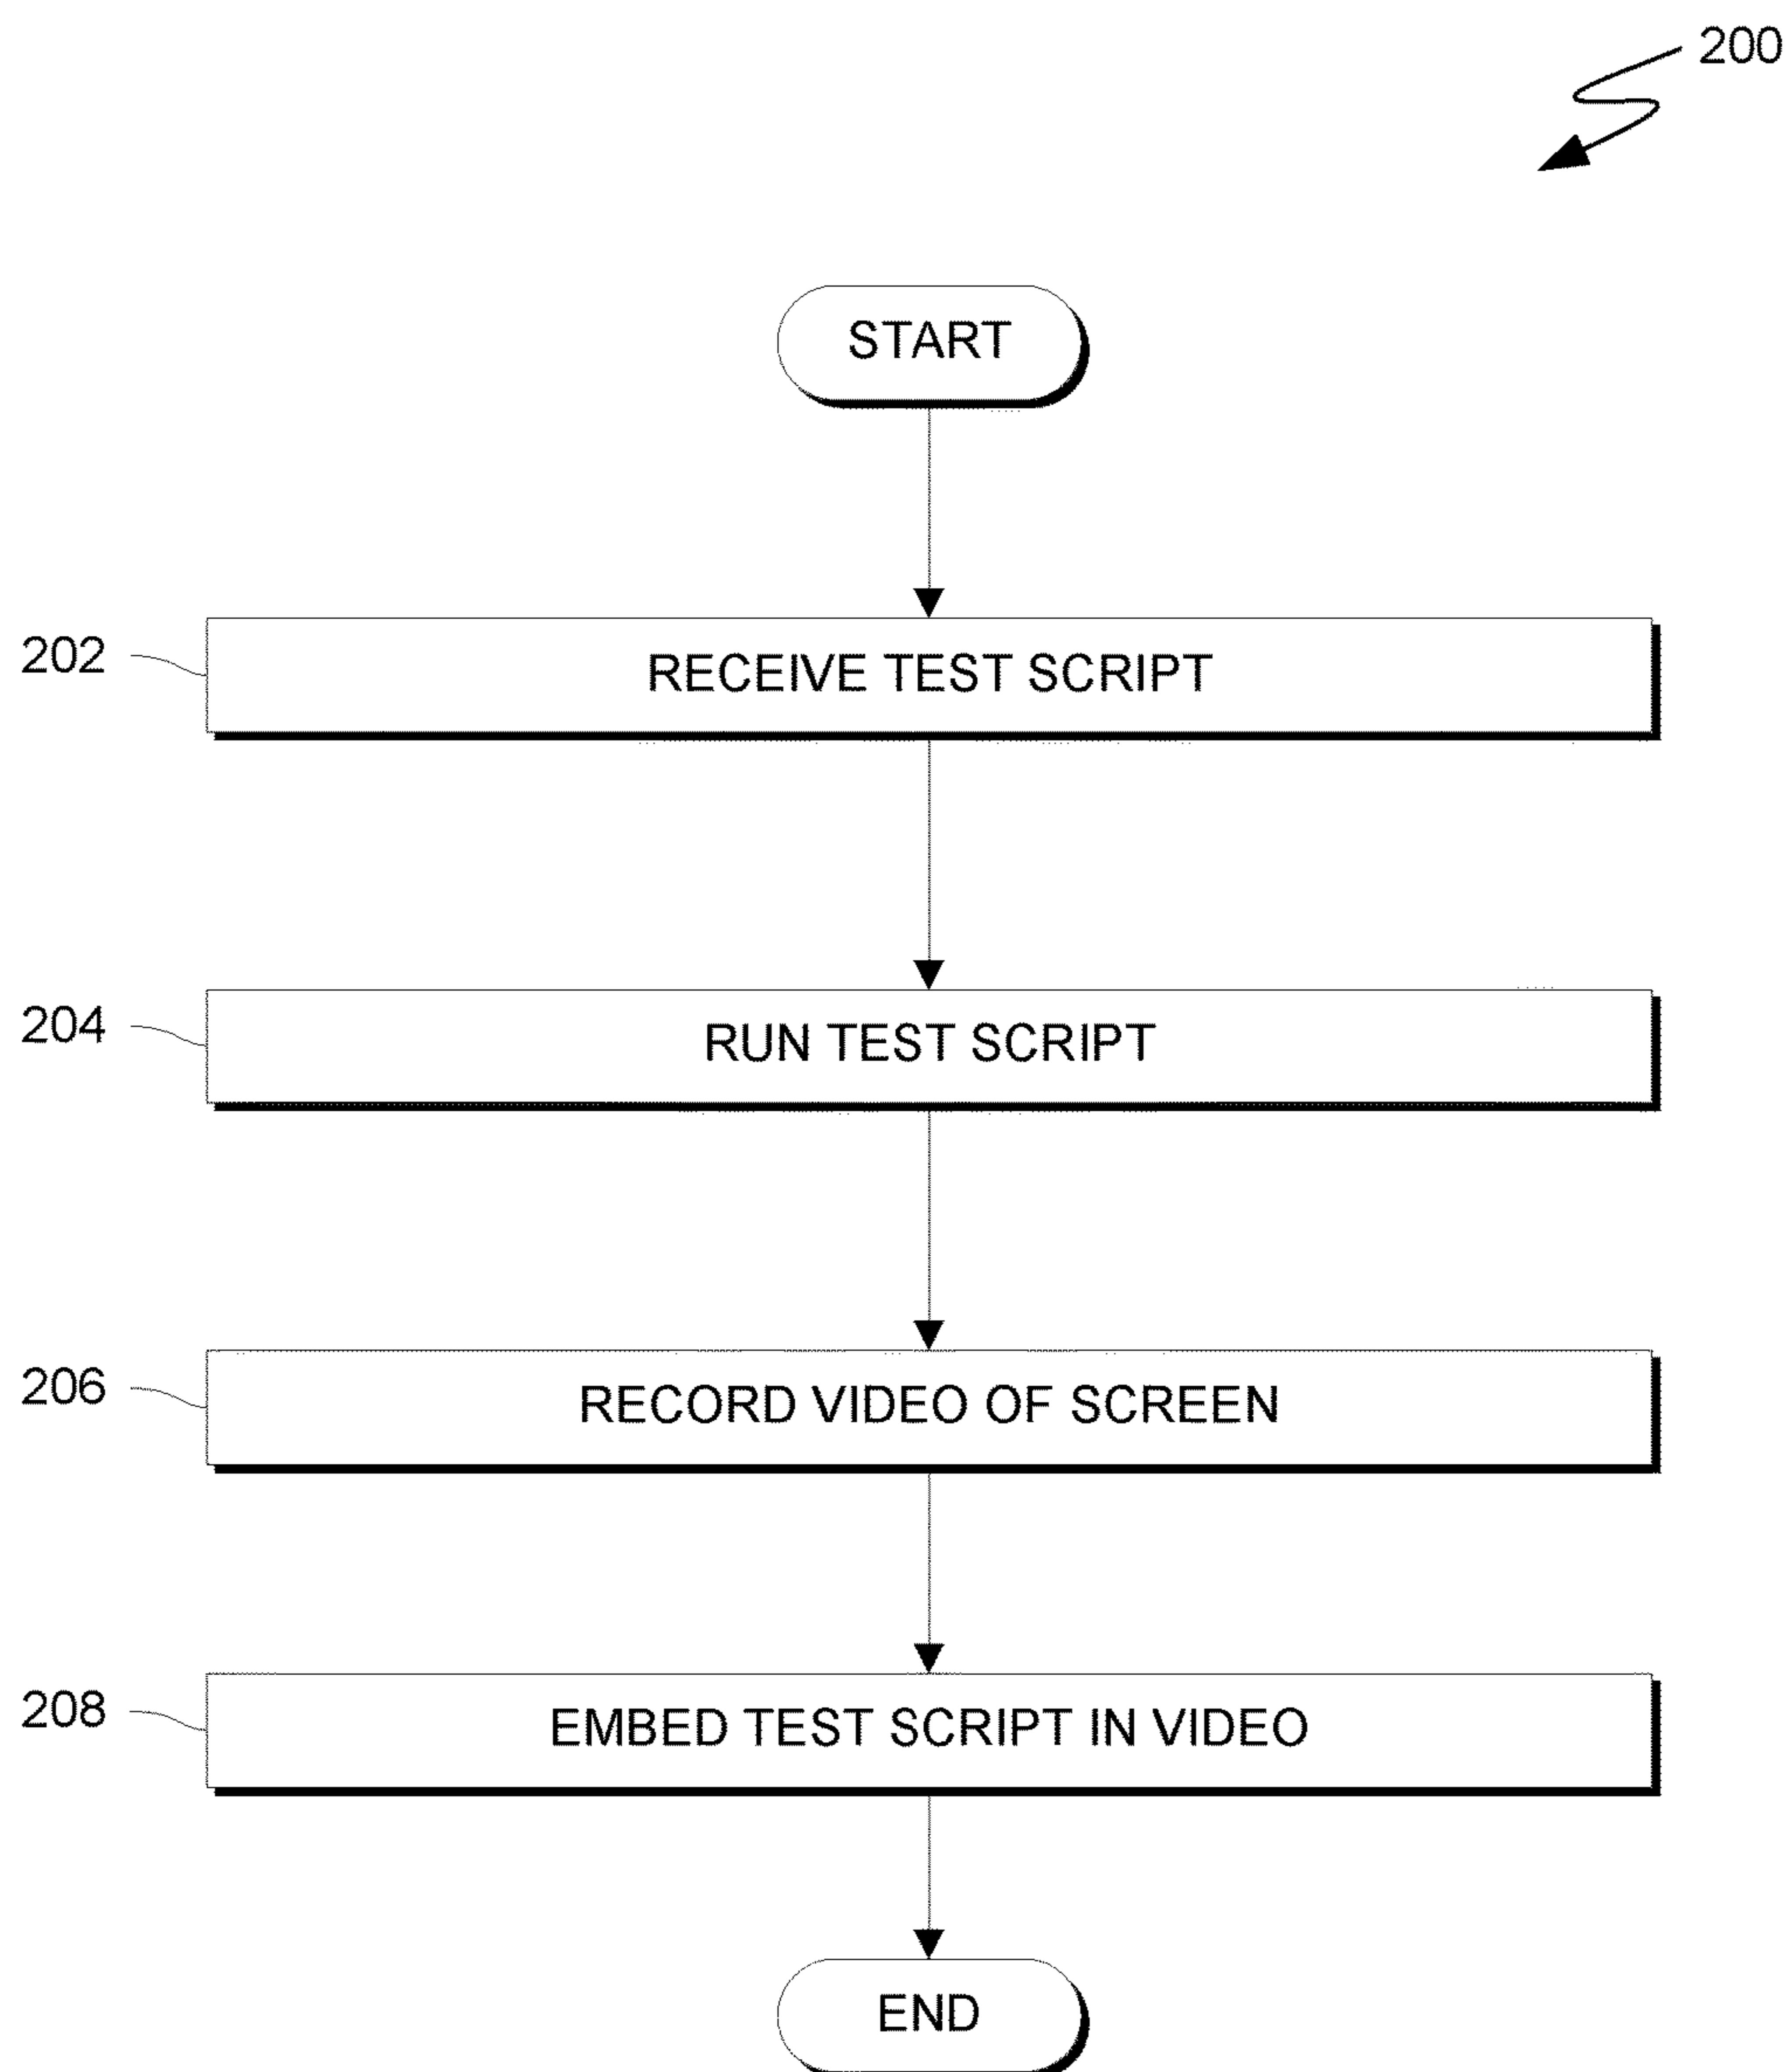 200
START
202 RECEIVE TEST SCRIPT
204 RUN TEST SCRIPT
206 RECORD VIDEO OF SCREEN
208 EMBED TEST SCRIPT IN VIDEO
END